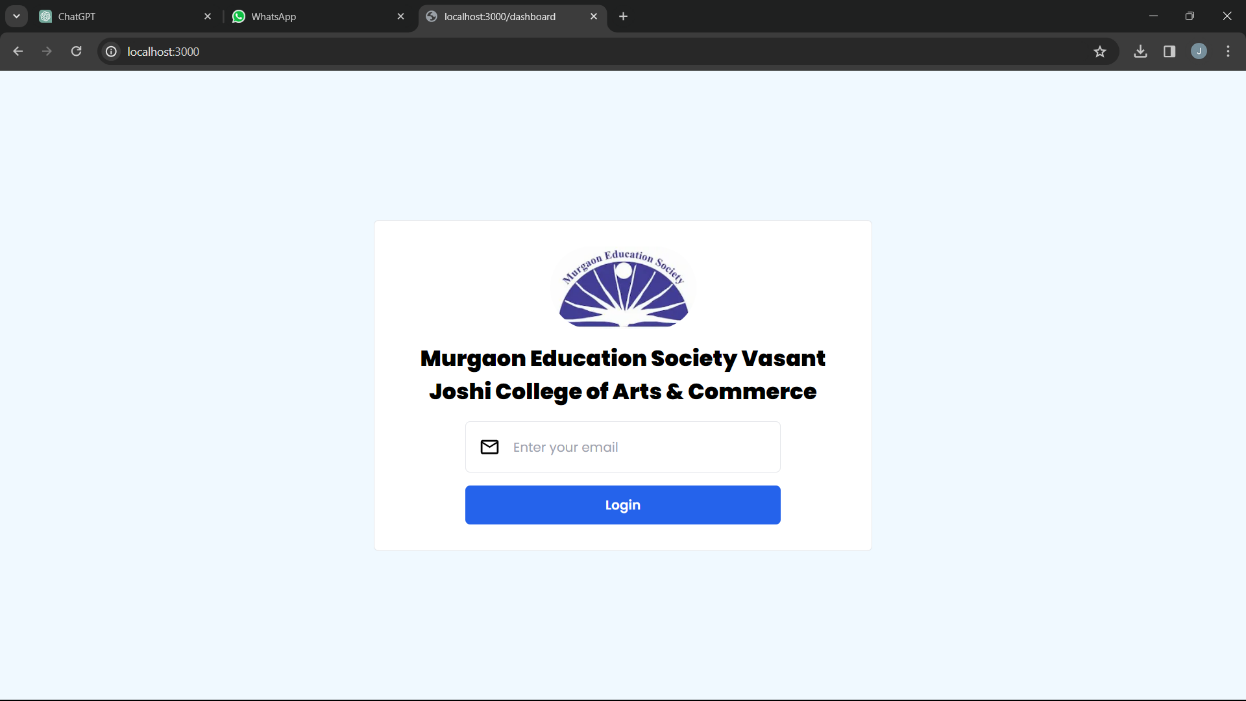 ChatGPT
WhatsApp
localhost:3000/dashboard
localhost:3000
J
Murgaon Education Society
Murgaon Education Society Vasant
Joshi College of Arts & Commerce
Enter your email
Login